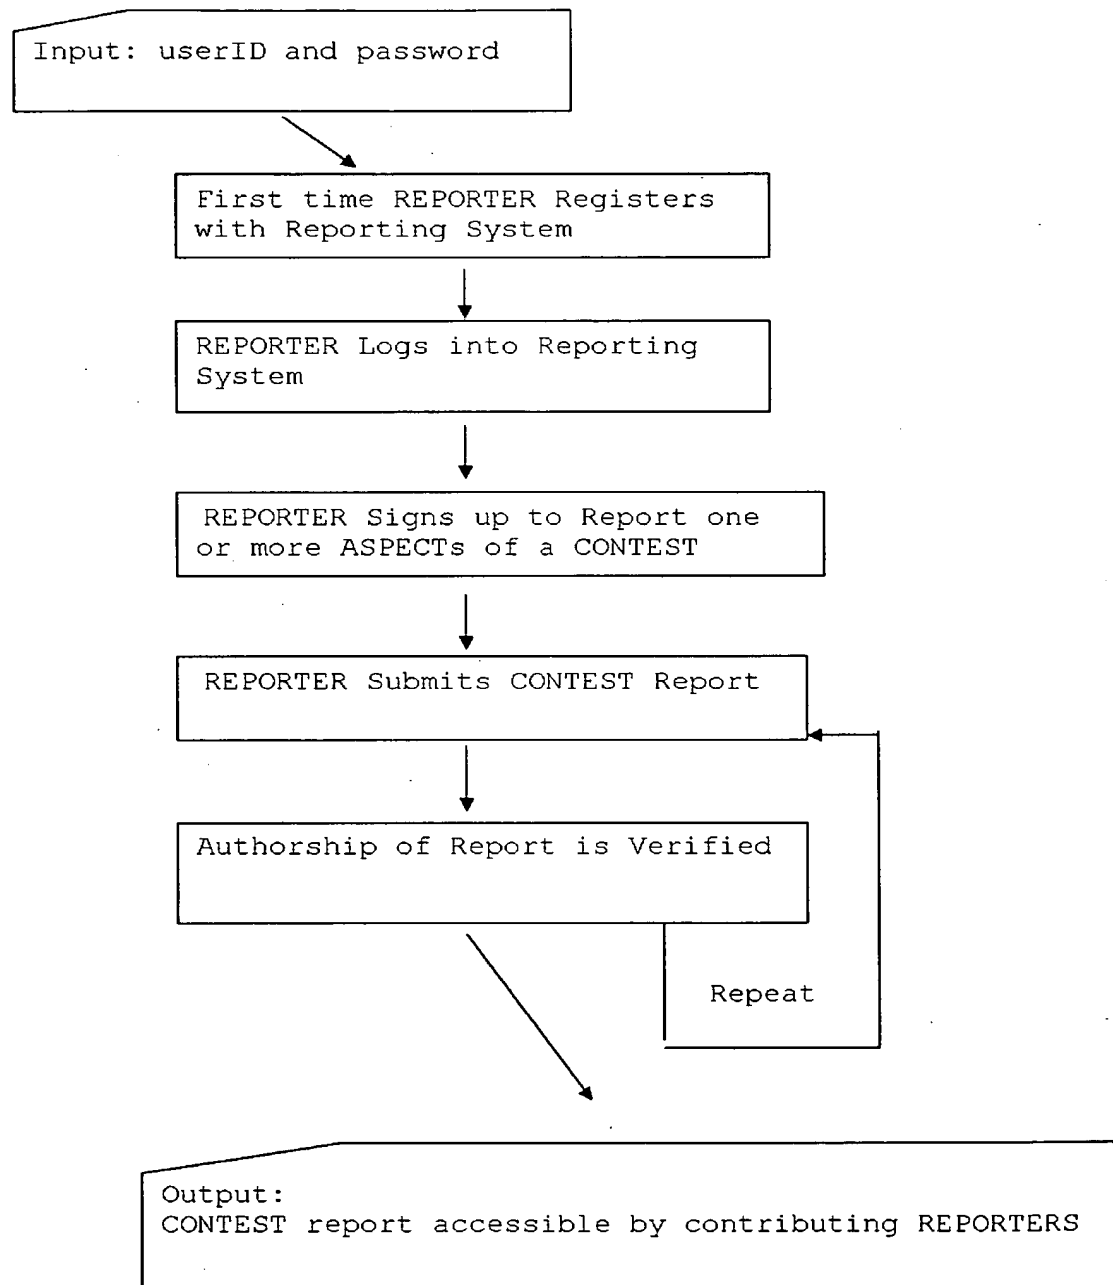 Input: userID and password
First time REPORTER Registers
with Reporting System
REPORTER Logs into Reporting
System
REPORTER Signs up to Report one
or more ASPECTs of a CONTEST
REPORTER Submits CONTEST Report
Authorship of Report is Verified
Repeat
Output:
CONTEST report accessible by contributing REPORTERS